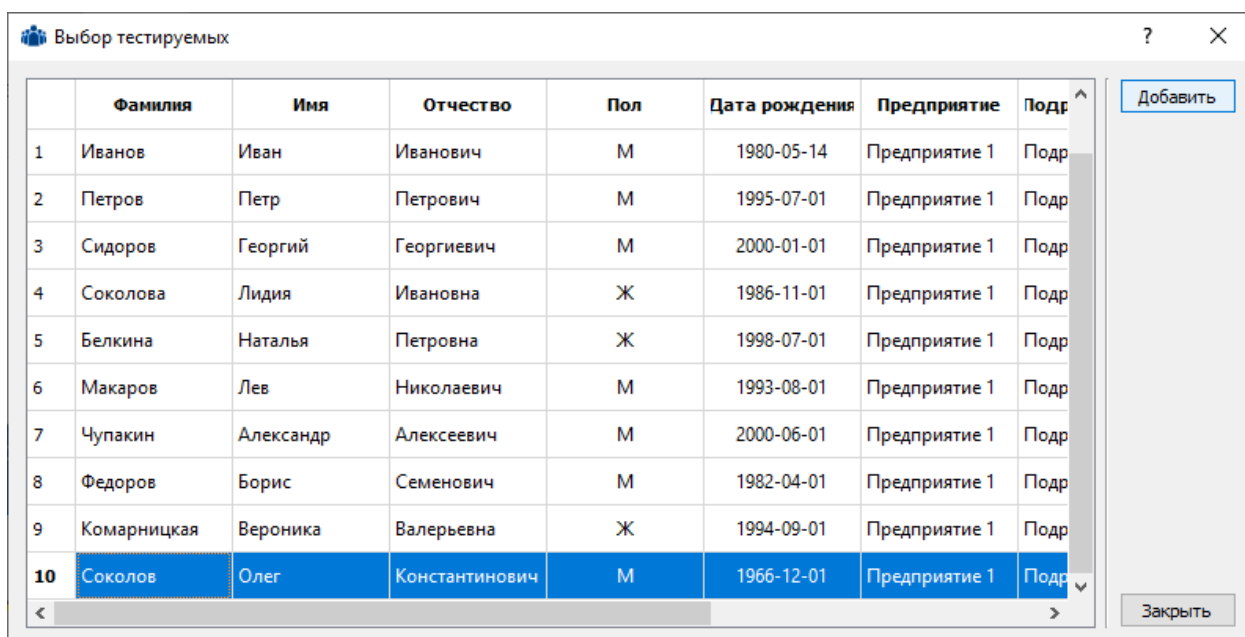 Выбор тестируемых ?
Фамилия Имя Отчество Пол Дата рождения Предприятие Подр Добавить
1 Иванов Иван Иванович М 1980-05-14 Предприятие 1 Подр
2 Петров Петр Петрович М 1995-07-01 Предприятие 1 Подр
3 Сидоров Георгий Георгиевич М 2000-01-01 Предприятие 1 Подр
4 Соколова Лидия Ивановна Ж 1986-11-01 Предприятие 1 Подр
5 Белкина Наталья Петровна Ж 1998-07-01 Предприятие 1 Подр
6 Макаров Лев Николаевич М 1993-08-01 Предприятие 1 Подр
7 Чупакин Александр Алексеевич М 2000-06-01 Предприятие 1 Подр
8 Федоров Борис Семенович М 1982-04-01 Предприятие 1 Подр
9 Комарницкая Вероника Валерьевна Ж 1994-09-01 Предприятие 1 Подр
10 Соколов Олег Константинович М 1966-12-01 Предприятие 1 Подр
Закрыть